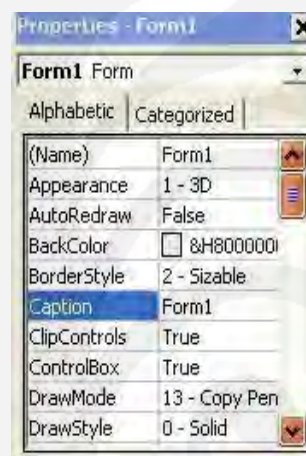 Properties - Form1
Form1 Form
Alphabetic Categorized
(Name) Form1
Appearance 1 - 3D
AutoRedraw False
BackColor &H800000
BorderStyle 2 - Sizable
Caption Form1
ClipControls True
ControlBox True
DrawMode 13 - Copy Pen
DrawStyle 0 - Solid